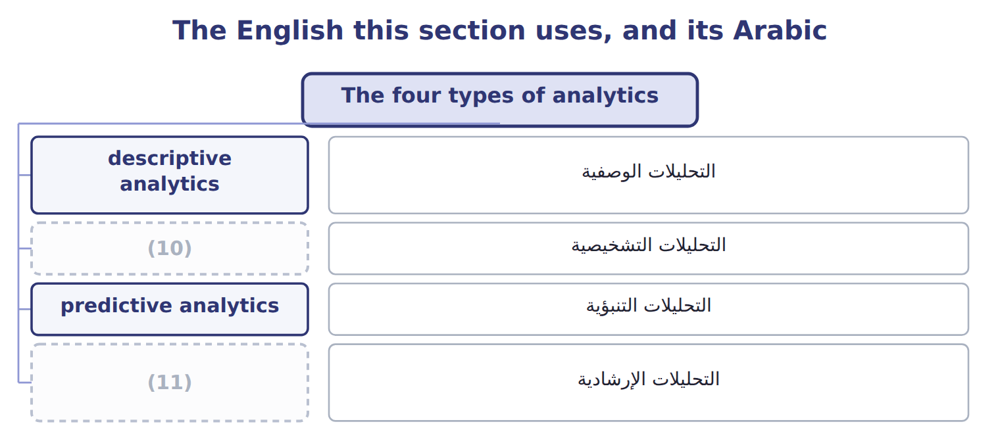 The English this section uses, and its Arabic
The four types of analytics
descriptive
analytics
التحليلات الوصفية
(10)
التحليلات التشخيصية
predictive analytics
التحليلات التنبؤية
(11)
التحليلات الإرشادية